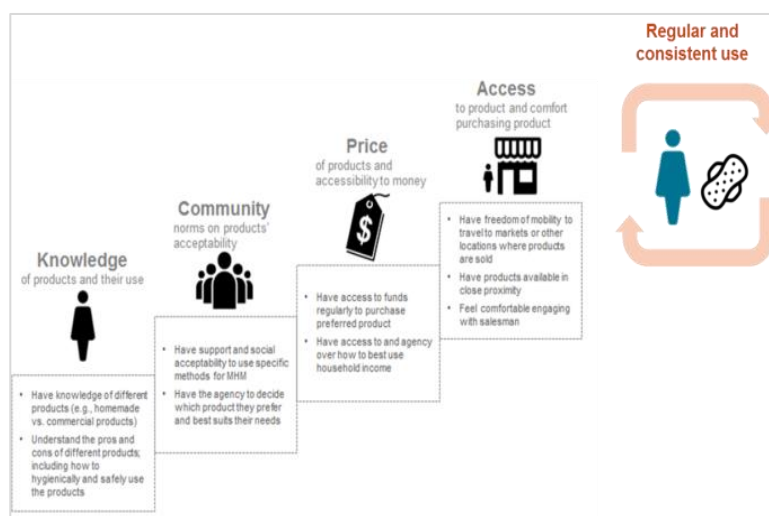 Regular and
consistent use
Access
to product and comfort
purchasing product
Price
of products and
accessibility to money
Community
norms on products'
acceptability
Knowledge
of products and their use
$
• Have freedom of mobility to
travel to markets or other
locations where products
are sold
• Have products available in
close proximity
• Feel comfortable engaging
with salesman
• Have access to funds
regularly to purchase
preferred product
• Have access to and agency
over how to best use
household income
• Have support and social
acceptability to use specific
methods for MHM
• Have the agency to decide
which product they prefer
and best suits their needs
• Have knowledge of different
products (e.g., homemade
vs. commercial products)
• Understand the pros and
cons of different products;
including how to
hygienically and safely use
the products